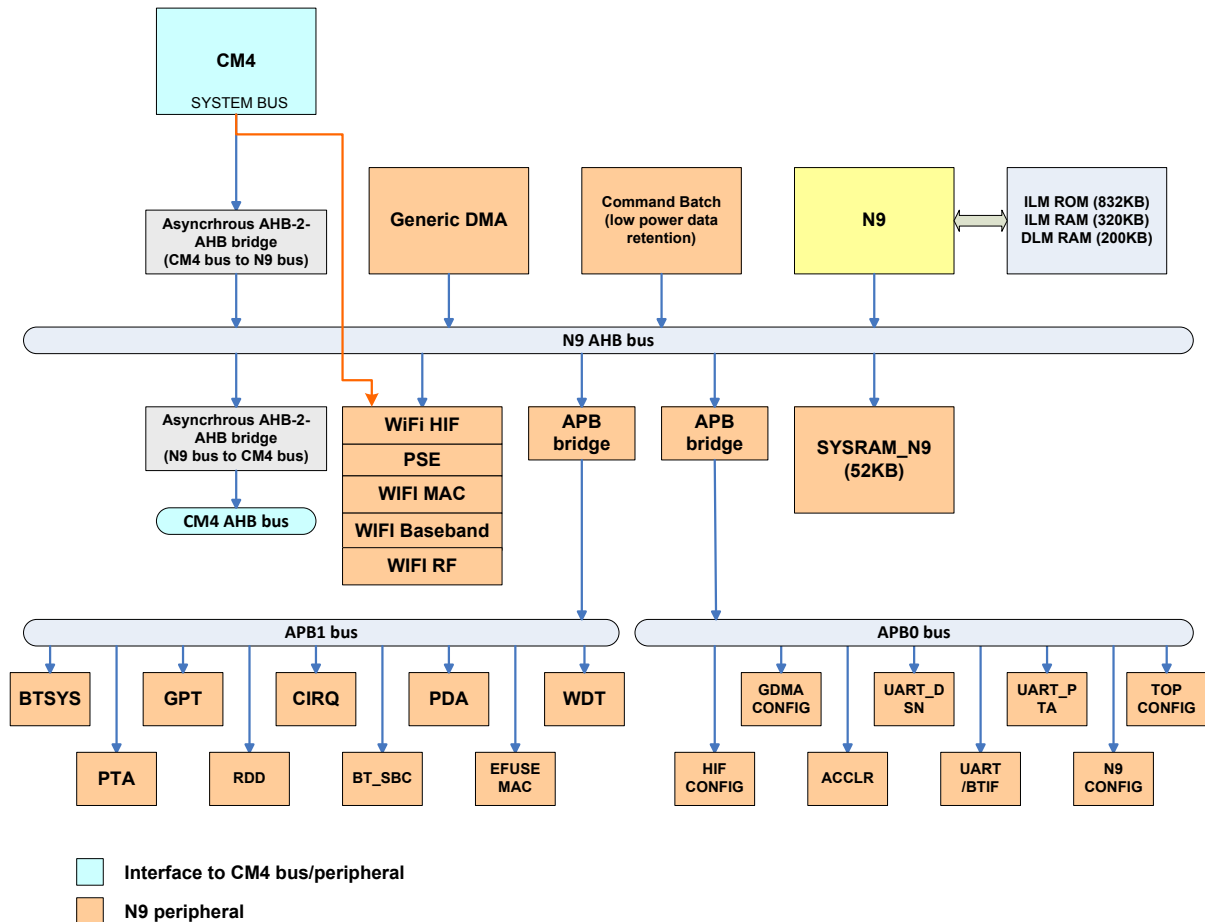 CM4
SYSTEM BUS
Asyncrhrous AHB-2-
AHB bridge
(CM4 bus to N9 bus)
Generic DMA
Command Batch
(low power data
retention)
N9
ILM ROM (832KB)
ILM RAM (320KB)
DLM RAM (200KB)
N9 AHB bus
Asyncrhrous AHB-2-
AHB bridge
(N9 bus to CM4 bus)
CM4 AHB bus
WiFi HIF
PSE
WIFI MAC
WIFI Baseband
WIFI RF
APB
bridge
APB
bridge
SYSRAM_N9
(52KB)
APB1 bus
APB0 bus
BTSYS
GPT
CIRQ
PDA
WDT
PTA
RDD
BT_SBC
EFUSE
MAC
GDMA
CONFIG
UART_D
SN
UART_P
TA
TOP
CONFIG
HIF
CONFIG
ACCLR
UART
/BTIF
N9
CONFIG
Interface to CM4 bus/peripheral
N9 peripheral